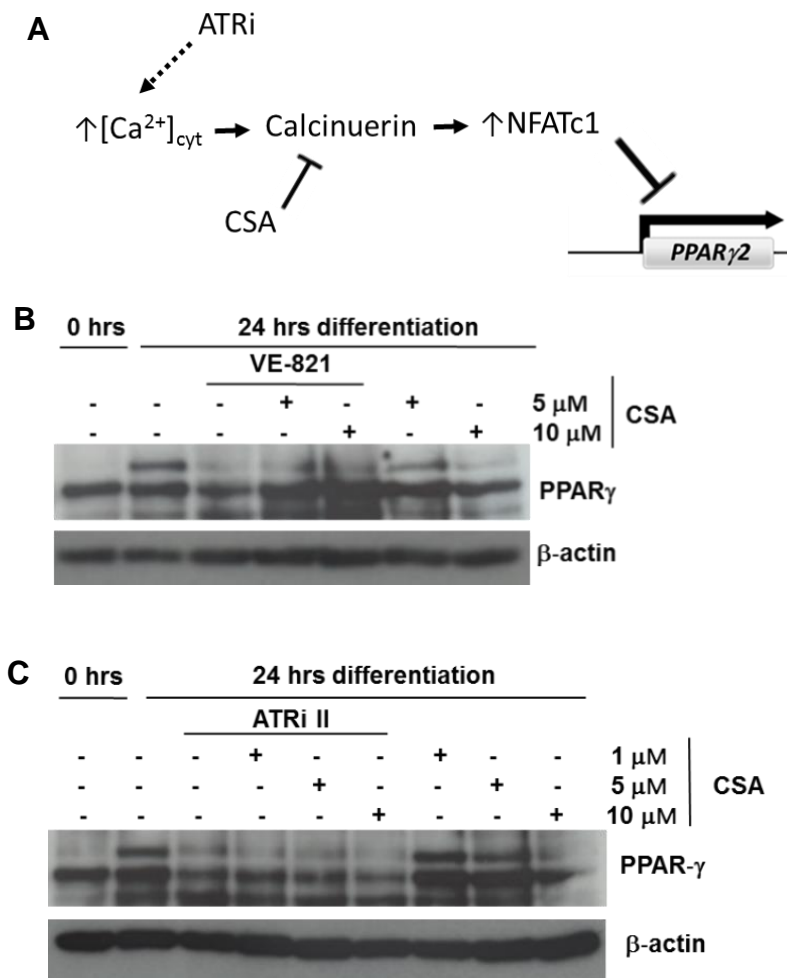 A
ATRi
↑[Ca²⁺]cyt
Calcinuerin
↑NFATc1
CSA
PPARγ2
B
0 hrs
24 hrs differentiation
VE-821
- - - + - + - 5 µM
- - - - + - + 10 µM
CSA
PPARγ
β-actin
C
0 hrs
24 hrs differentiation
ATRi II
- - - + - - + - - 1 µM
- - - - + - - + - 5 µM
- - - - - + - - + 10 µM
CSA
PPAR-γ
β-actin